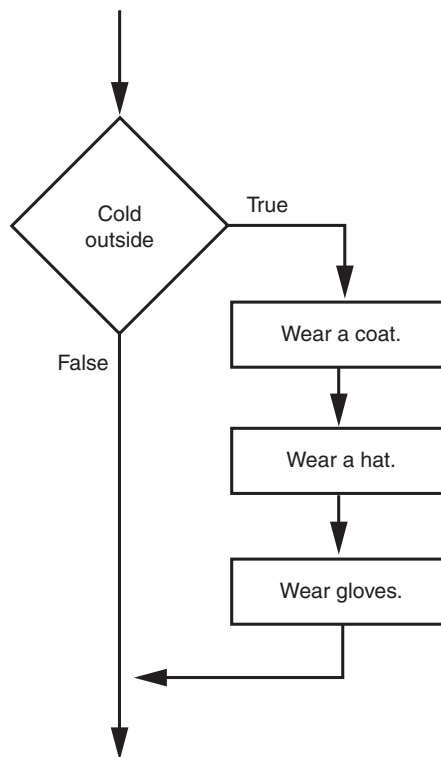 Cold
outside
True
Wear a coat.
False
Wear a hat.
Wear gloves.